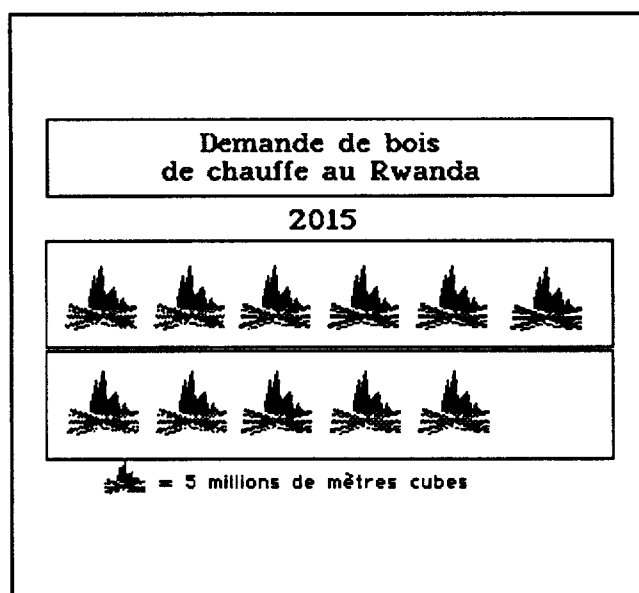 Demande de bois
de chauffe au Rwanda
2015
= 5 millions de mètres cubes